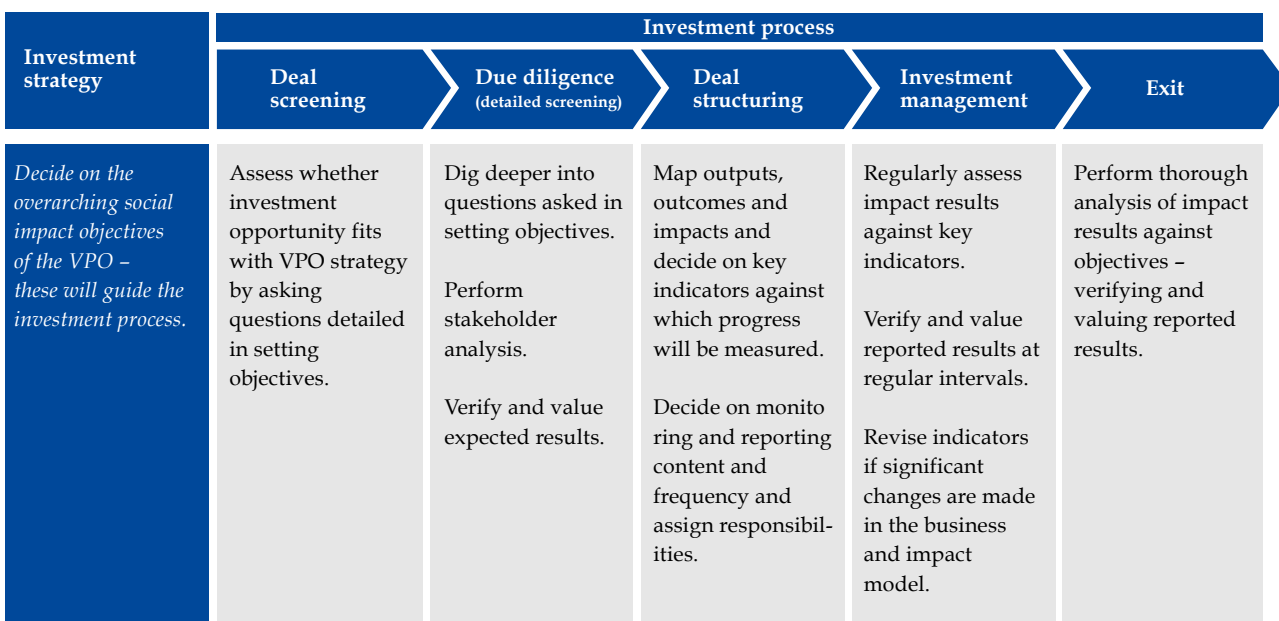 Investment
strategy
Investment process
Deal
screening
Due diligence
(detailed screening)
Deal
structuring
Investment
management
Exit
Decide on the
overarching social
impact objectives
of the VPO –
these will guide the
investment process.
Assess whether
investment
opportunity fits
with VPO strategy
by asking
questions detailed
in setting
objectives.
Dig deeper into
questions asked in
setting objectives.
Perform
stakeholder
analysis.
Verify and value
expected results.
Map outputs,
outcomes and
impacts and
decide on key
indicators against
which progress
will be measured.
Decide on monito
ring and reporting
content and
frequency and
assign responsibil-
ities.
Regularly assess
impact results
against key
indicators.
Verify and value
reported results at
regular intervals.
Revise indicators
if significant
changes are made
in the business
and impact
model.
Perform thorough
analysis of impact
results against
objectives –
verifying and
valuing reported
results.